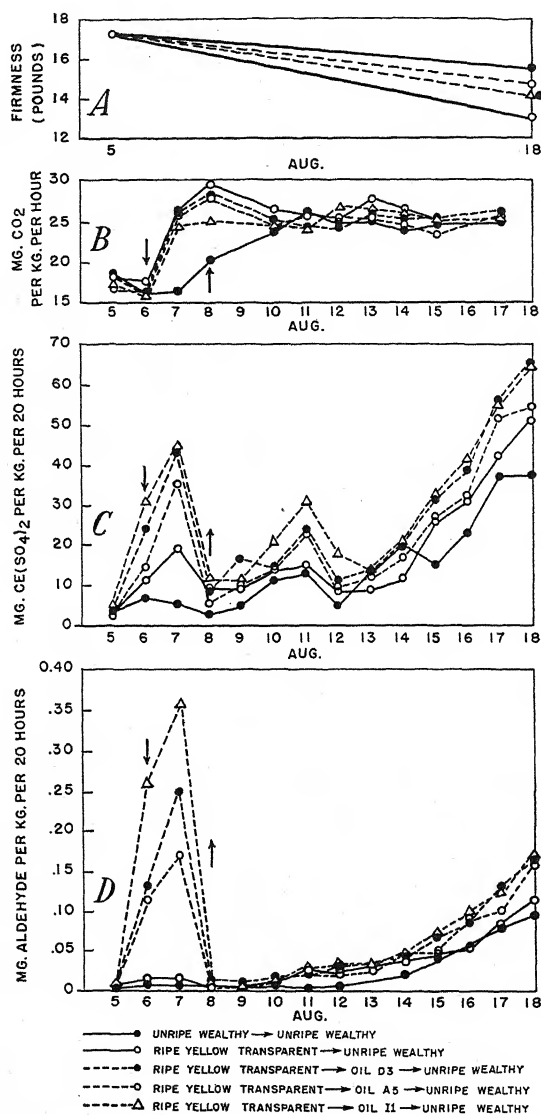 FIRMNESS
(POUNDS)
18
16
14
12
A
5 18
AUG.
MG. CO2
PER KG. PER HOUR
30
25
20
15
B
5 6 7 8 9 10 11 12 13 14 15 16 17 18
AUG.
MG. CE(SO4)2 PER KG. PER 20 HOURS
70
60
50
40
30
20
10
0
C
5 6 7 8 9 10 11 12 13 14 15 16 17 18
AUG.
MG. ALDEHYDE PER KG. PER 20 HOURS
0.40
.35
.30
.25
.20
.15
.10
.05
0
D
5 6 7 8 9 10 11 12 13 14 15 16 17 18
AUG.
UNRIPE WEALTHY → UNRIPE WEALTHY
RIPE YELLOW TRANSPARENT → UNRIPE WEALTHY
RIPE YELLOW TRANSPARENT → OIL D3 → UNRIPE WEALTHY
RIPE YELLOW TRANSPARENT → OIL A5 → UNRIPE WEALTHY
RIPE YELLOW TRANSPARENT → OIL II → UNRIPE WEALTHY